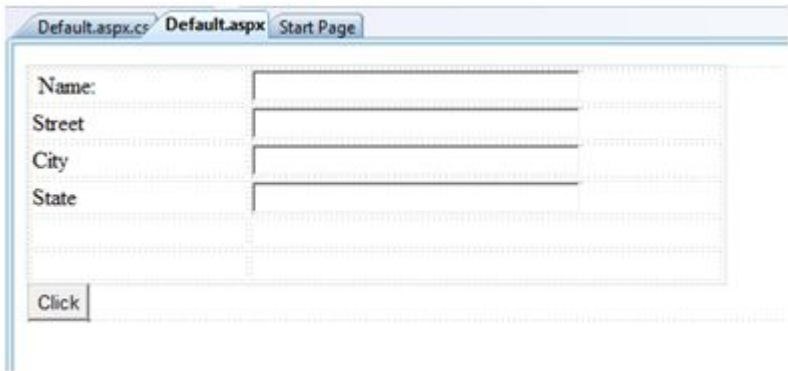 Default.aspx.cs Default.aspx Start Page
Name:
Street
City
State
Click